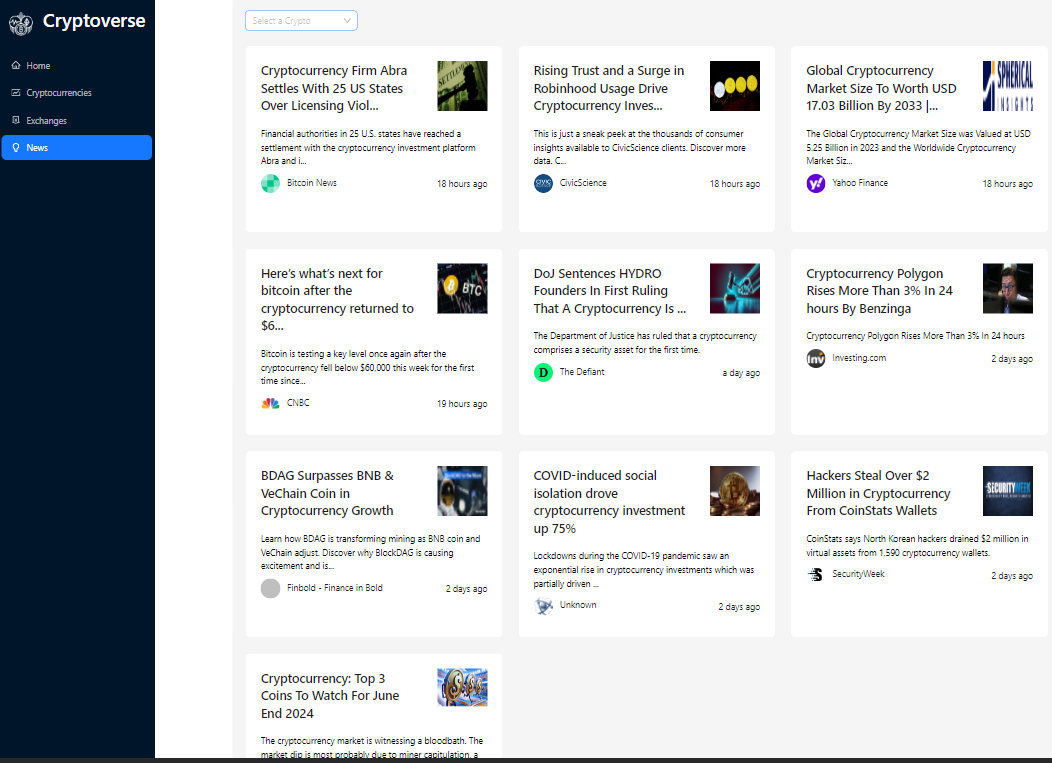 Cryptoverse
Home
Cryptocurrencies
Exchanges
News
Select a Crypto
Cryptocurrency Firm Abra
Settles With 25 US States
Over Licensing Viol...
Financial authorities in 25 U.S. states have reached a
settlement with the cryptocurrency investment platform
Abra and i...
Bitcoin News
18 hours ago
Rising Trust and a Surge in
Robinhood Usage Drive
Cryptocurrency Inves...
This is just a sneak peek at the thousands of consumer
insights available to CivicScience clients. Discover more
data. C...
CIVIC
CivicScience
18 hours ago
Global Cryptocurrency
Market Size To Worth USD
17.03 Billion By 2033 |...
SPHERICAL
INSIGHTS
The Global Cryptocurrency Market Size was Valued at USD
5.25 Billion in 2023 and the Worldwide Cryptocurrency
Market Siz...
y!
Yahoo Finance
18 hours ago
Here's what's next for
bitcoin after the
cryptocurrency returned to
$6...
BTC
Bitcoin is testing a key level once again after the
cryptocurrency fell below $60,000 this week for the first
time since...
CNBC
19 hours ago
DoJ Sentences HYDRO
Founders In First Ruling
That A Cryptocurrency Is ...
The Department of Justice has ruled that a cryptocurrency
comprises a security asset for the first time.
D
The Defiant
a day ago
Cryptocurrency Polygon
Rises More Than 3% In 24
hours By Benzinga
Cryptocurrency Polygon Rises More Than 3% In 24 hours
Inv
Investing.com
2 days ago
BDAG Surpasses BNB &
VeChain Coin in
Cryptocurrency Growth
Learn how BDAG is transforming mining as BNB coin and
VeChain adjust. Discover why BlockDAG is causing
excitement and is...
Finbold - Finance in Bold
2 days ago
COVID-induced social
isolation drove
cryptocurrency investment
up 75%
Lockdowns during the COVID-19 pandemic saw an
exponential rise in cryptocurrency investments which was
partially driven ...
Unknown
2 days ago
Hackers Steal Over $2
Million in Cryptocurrency
From CoinStats Wallets
SECURITYWEEK
CoinStats says North Korean hackers drained $2 million in
virtual assets from 1,590 cryptocurrency wallets.
SecurityWeek
2 days ago
Cryptocurrency: Top 3
Coins To Watch For June
End 2024
The cryptocurrency market is witnessing a bloodbath. The
market dip is most probably due to miner capitulation, a